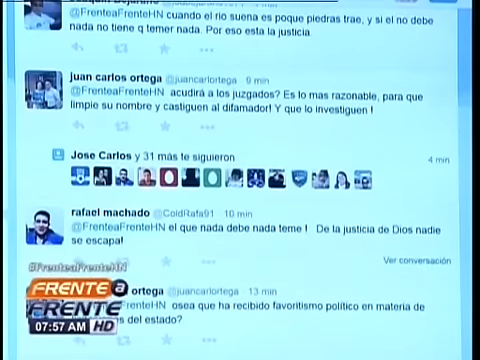 @FrenteaFrenteHN cuando el rio suena es poque piedras trae, y si el no debe
nada no tiene q temer nada. Por eso esta la justicia.
juan carlos ortega @juancarlortega · 9 min
@FrenteaFrenteHN acudirá a los juzgados? Es lo mas razonable, para que
limpie su nombre y castiguen al difamador! Y que lo investiguen !
Jose Carlos y 31 más te siguieron
4 min
rafael machado @ColdRafa91 · 10 min
@FrenteaFrenteHN el que nada debe nada teme ! De la justicia de Dios nadie
se escapa!
Ver conversación
#FrenteaFrenteHN
ortega @juancarlortega · 13 min
FrenteHN osea que ha recibido favoritismo político en materia de
s del estado?
FRENTE a
FRENTE
07:57 AM HD